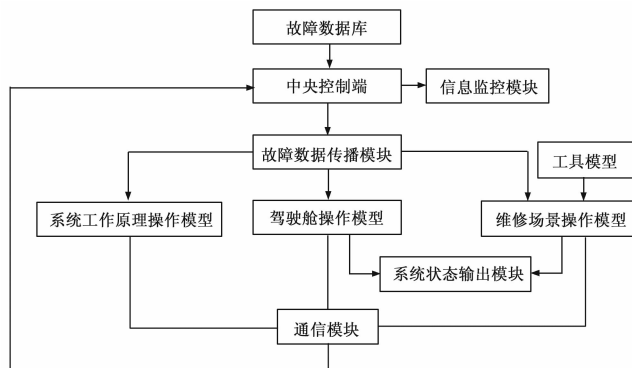 故障数据库
中央控制端
信息监控模块
故障数据传播模块
工具模型
系统工作原理操作模型
驾驶舱操作模型
维修场景操作模型
系统状态输出模块
通信模块